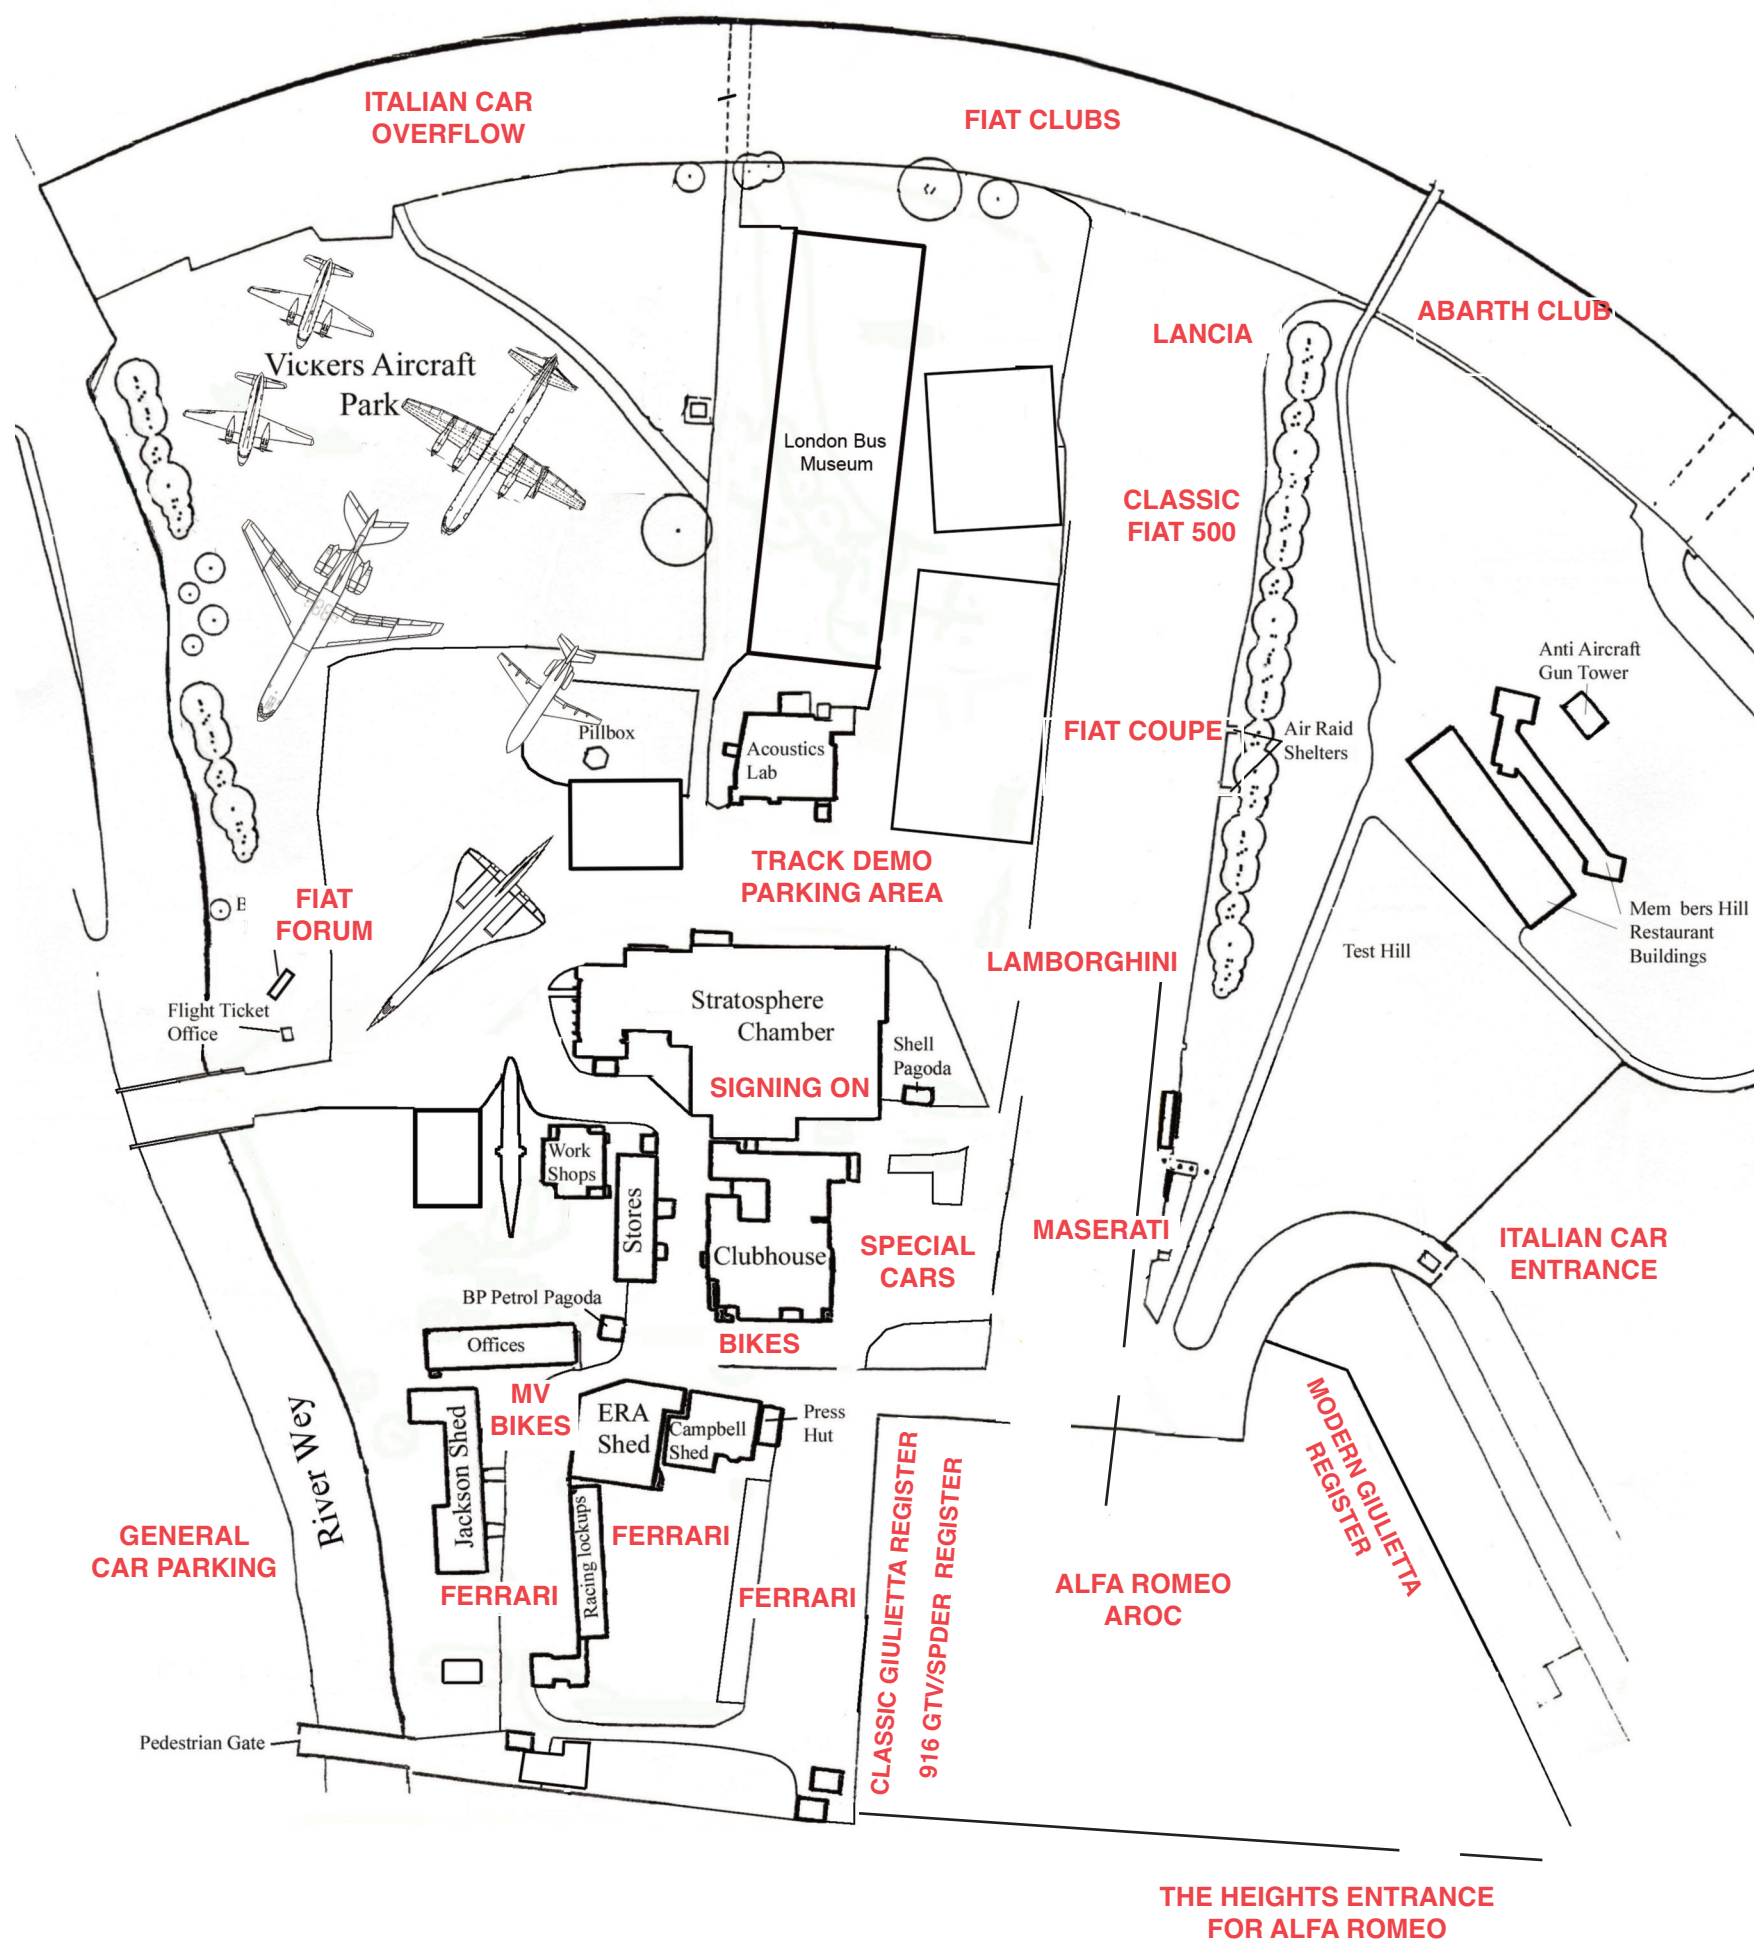 ITALIAN CAR
OVERFLOW
FIAT CLUBS
ABARTH CLUB
LANCIA
Vickers Aircraft
Park
London Bus
Museum
CLASSIC
FIAT 500
Anti Aircraft
Gun Tower
FIAT COUPE
Air Raid
Shelters
Pillbox
Acoustics
Lab
TRACK DEMO
PARKING AREA
FIAT
FORUM
E
Mem bers Hill
Restaurant
Buildings
Test Hill
LAMBORGHINI
Flight Ticket
Office
Stratosphere
Chamber
Shell
Pagoda
SIGNING ON
Work
Shops
Stores
Clubhouse
SPECIAL
CARS
MASERATI
ITALIAN CAR
ENTRANCE
BP Petrol Pagoda
Offices
BIKES
MV
BIKES
ERA
Shed
Campbell
Shed
Press
Hut
Jackson Shed
River Wey
Racing lockups
FERRARI
GENERAL
CAR PARKING
FERRARI
FERRARI
CLASSIC GIULIETTA REGISTER
916 GTV/SPDER REGISTER
ALFA ROMEO
AROC
MODERN GIULIETTA
REGISTER
Pedestrian Gate
THE HEIGHTS ENTRANCE
FOR ALFA ROMEO